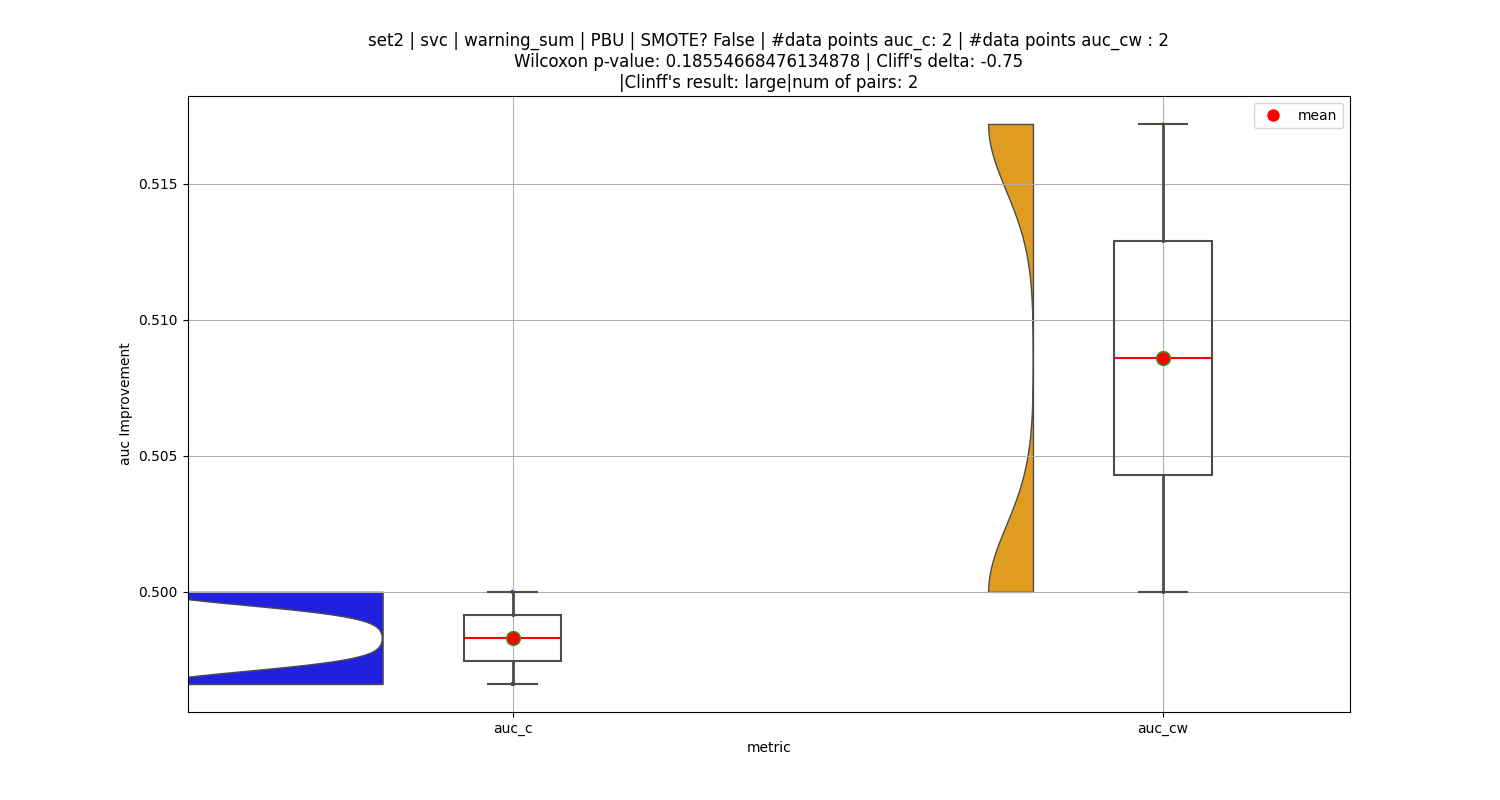 set2 | svc | warning_sum | PBU | SMOTE? False | #data points auc_c: 2 | #data points auc_cw : 2
Wilcoxon p-value: 0.18554668476134878 | Cliff's delta: -0.75
|Clinff's result: large|num of pairs: 2
mean
0.515
0.510
0.505
0.500
auc Improvement
auc_c
auc_cw
metric